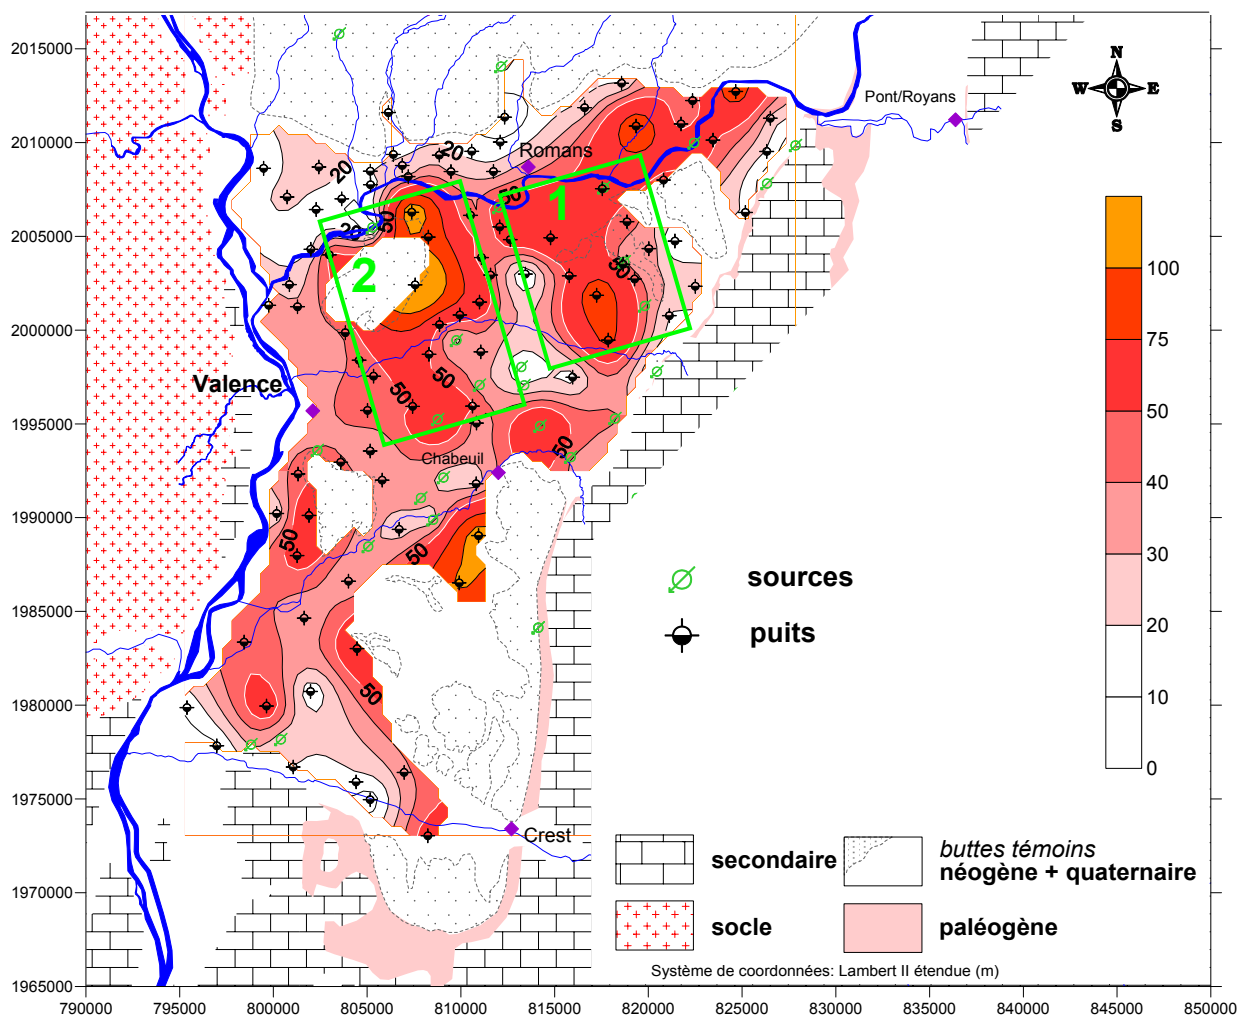 2015000
2010000
2005000
2000000
1995000
1990000
1985000
1980000
1975000
1970000
1965000
790000
795000
800000
805000
810000
815000
820000
825000
830000
835000
840000
845000
850000
N
W
E
S
Pont/Royans
Romans
Valence
Chabeuil
Crest
1
2
20
20
20
50
50
50
50
50
50
50
50
50
100
75
50
40
30
20
10
0
sources
puits
secondaire
buttes témoins
néogène + quaternaire
socle
paléogène
Système de coordonnées: Lambert II étendue (m)